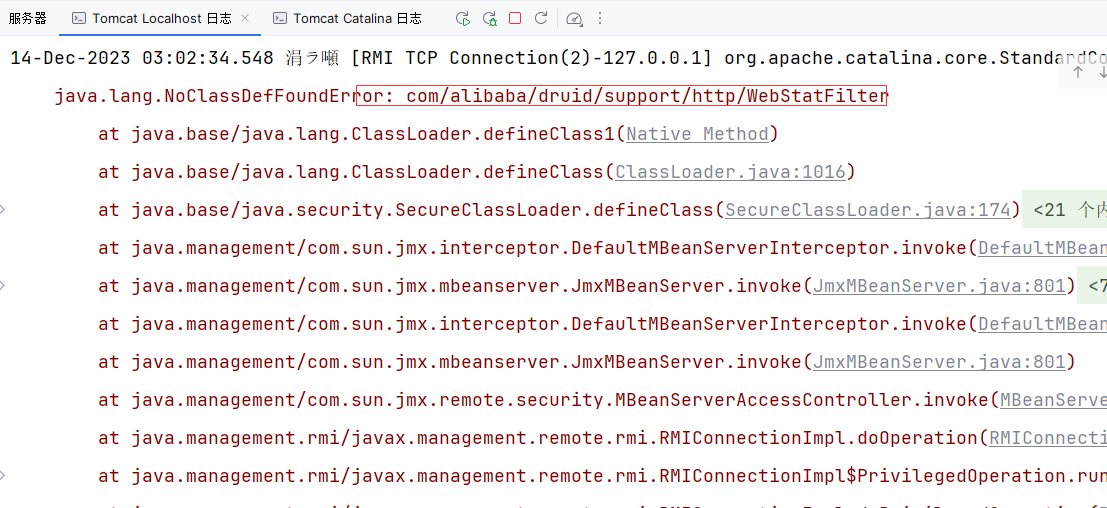 服务器 Tomcat Localhost 日志 × Tomcat Catalina 日志
14-Dec-2023 03:02:34.548 涓ラ噸 [RMI TCP Connection(2)-127.0.0.1] org.apache.catalina.core.StandardCo
java.lang.NoClassDefFoundError: com/alibaba/druid/support/http/WebStatFilter
at java.base/java.lang.ClassLoader.defineClass1(Native Method)
at java.base/java.lang.ClassLoader.defineClass(ClassLoader.java:1016)
at java.base/java.security.SecureClassLoader.defineClass(SecureClassLoader.java:174) <21 个内
at java.management/com.sun.jmx.interceptor.DefaultMBeanServerInterceptor.invoke(DefaultMBean
at java.management/com.sun.jmx.mbeanserver.JmxMBeanServer.invoke(JmxMBeanServer.java:801) <7
at java.management/com.sun.jmx.interceptor.DefaultMBeanServerInterceptor.invoke(DefaultMBean
at java.management/com.sun.jmx.mbeanserver.JmxMBeanServer.invoke(JmxMBeanServer.java:801)
at java.management/com.sun.jmx.remote.security.MBeanServerAccessController.invoke(MBeanServe
at java.management.rmi/javax.management.remote.rmi.RMIConnectionImpl.doOperation(RMIConnecti
at java.management.rmi/javax.management.remote.rmi.RMIConnectionImpl$PrivilegedOperation.run